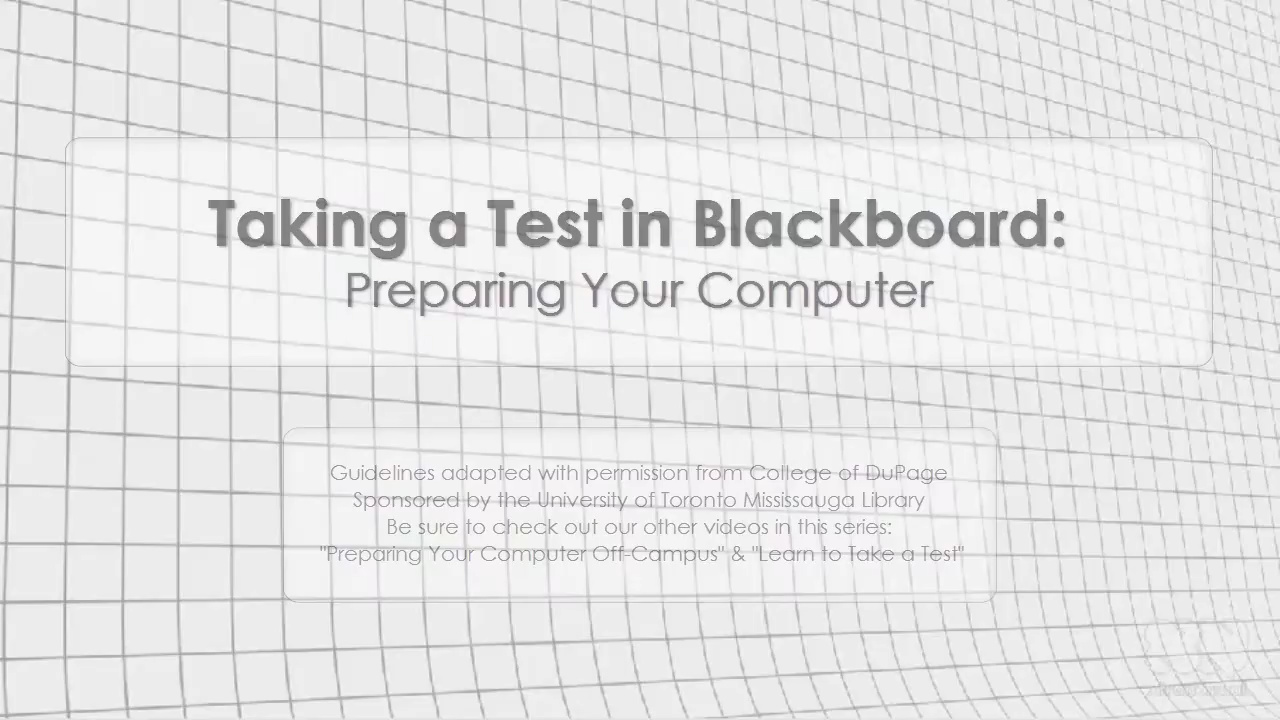 Taking a Test in Blackboard:
Preparing Your Computer
Guidelines adapted with permission from College of DuPage
Sponsored by the University of Toronto Mississauga Library
Be sure to check out our other videos in this series:
"Preparing Your Computer Off-Campus" & "Learn to Take a Test"